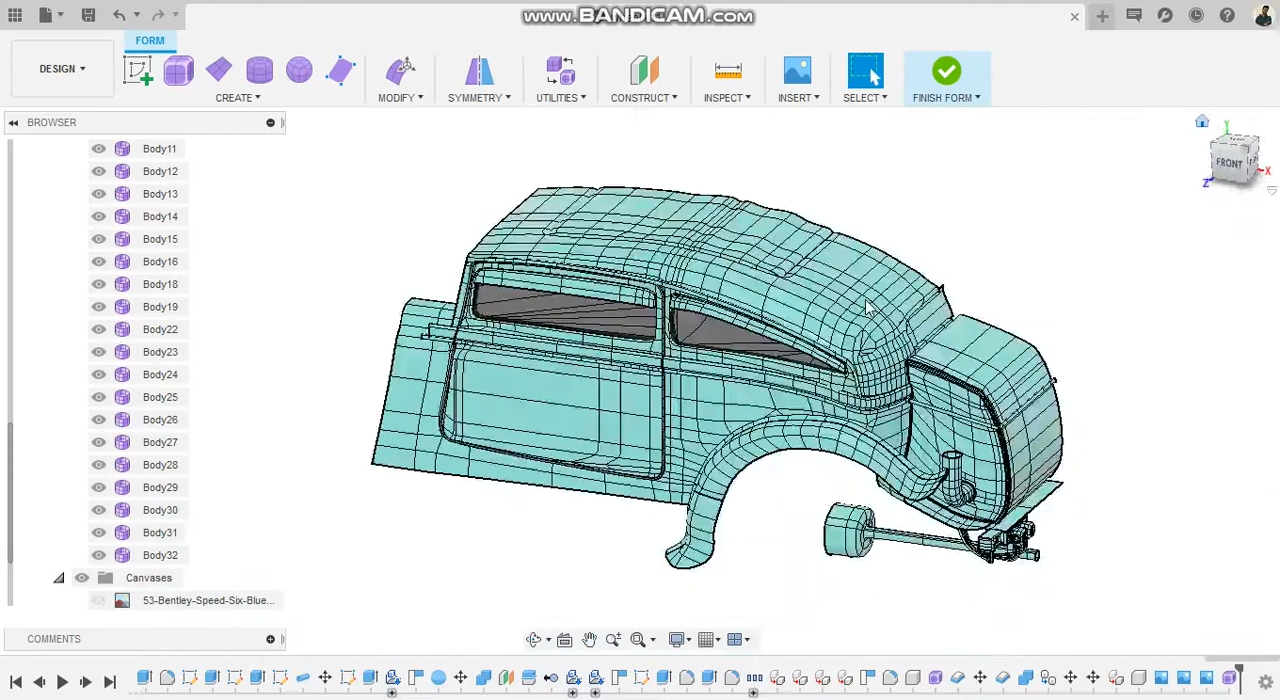 www.BANDICAM.com
FORM
DESIGN
CREATE
MODIFY
SYMMETRY
UTILITIES
CONSTRUCT
INSPECT
INSERT
SELECT
FINISH FORM
BROWSER
Y
FRONT
X
Z
Body11
Body12
Body13
Body14
Body15
Body16
Body18
Body19
Body22
Body23
Body24
Body25
Body26
Body27
Body28
Body29
Body30
Body31
Body32
Canvases
53-Bentley-Speed-Six-Blue...
COMMENTS